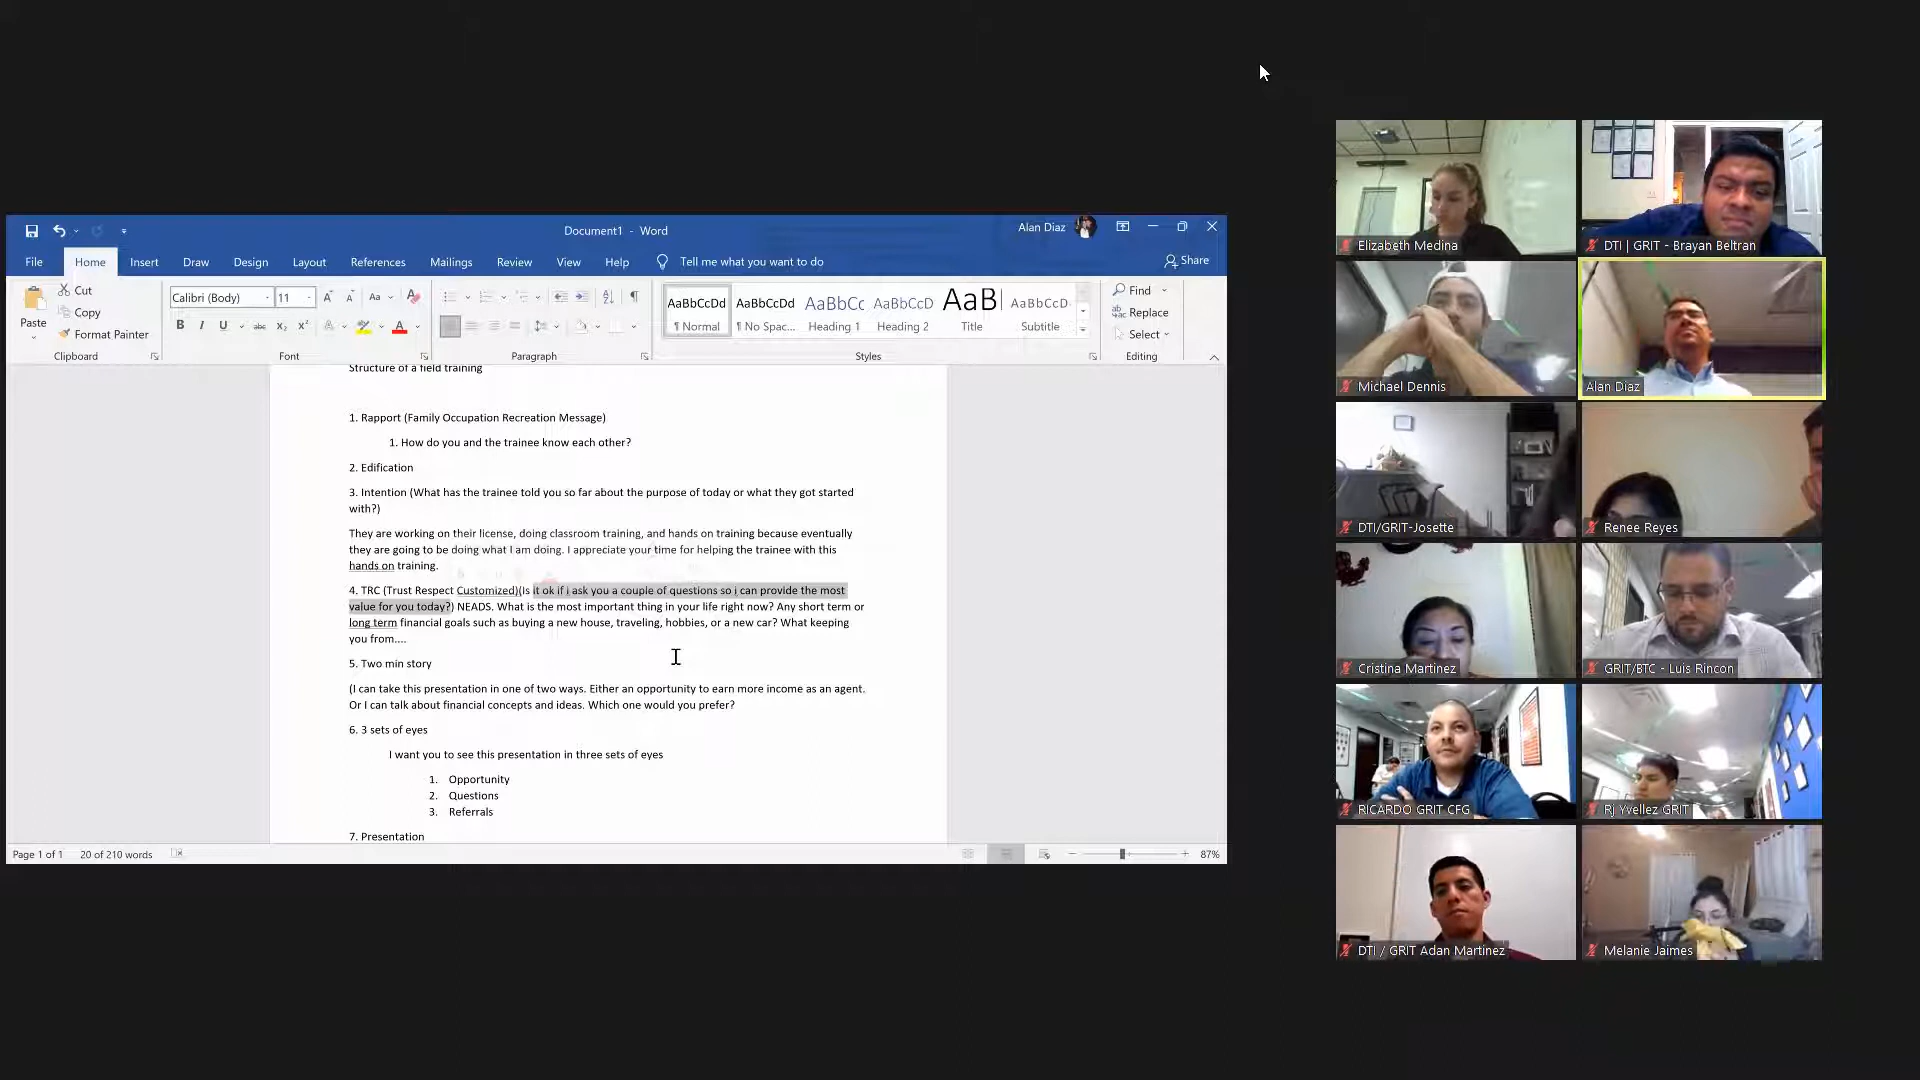 Document1 - Word
Alan Diaz
File Home Insert Draw Design Layout References Mailings Review View Help Tell me what you want to do Share
Paste
Cut
Copy
Format Painter
Clipboard
Calibri (Body) 11
Font
Paragraph
AaBbCcDd AaBbCcDd AaBbCc AaBbCcD AaB AaBbCcD
¶ Normal ¶ No Spac... Heading 1 Heading 2 Title Subtitle
Styles
Find
Replace
Select
Editing
Structure of a field training
1. Rapport (Family Occupation Recreation Message)
1. How do you and the trainee know each other?
2. Edification
3. Intention (What has the trainee told you so far about the purpose of today or what they got started
with?)
They are working on their license, doing classroom training, and hands on training because eventually
they are going to be doing what I am doing. I appreciate your time for helping the trainee with this
hands on training.
4. TRC (Trust Respect Customized)(Is it ok if i ask you a couple of questions so i can provide the most
value for you today?) NEADS. What is the most important thing in your life right now? Any short term or
long term financial goals such as buying a new house, traveling, hobbies, or a new car? What keeping
you from....
5. Two min story
(I can take this presentation in one of two ways. Either an opportunity to earn more income as an agent.
Or I can talk about financial concepts and ideas. Which one would you prefer?
6. 3 sets of eyes
I want you to see this presentation in three sets of eyes
1. Opportunity
2. Questions
3. Referrals
7. Presentation
Page 1 of 1 20 of 210 words
87%
Elizabeth Medina
DTI | GRIT - Brayan Beltran
Michael Dennis
Alan Diaz
DTI/GRIT-Josette
Renee Reyes
Cristina Martinez
GRIT/BTC - Luis Rincon
RICARDO GRIT CFG
Rj Yvellez GRIT
DTI / GRIT Adan Martinez
Melanie Jaimes